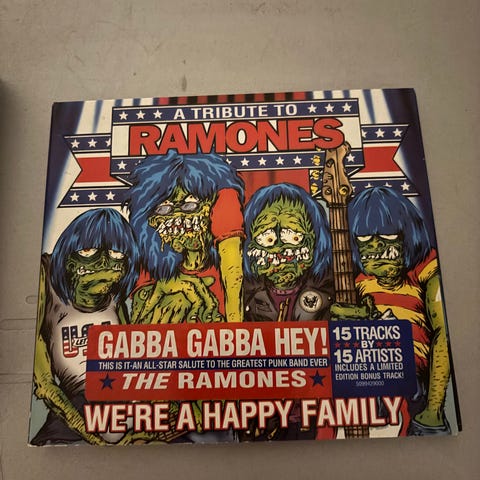 A TRIBUTE TO
RAMONES
GABBA GABBA HEY!
THIS IS IT-AN ALL-STAR SALUTE TO THE GREATEST PUNK BAND EVER
THE RAMONES
15 TRACKS
BY
15 ARTISTS
INCLUDES A LIMITED
EDITION BONUS TRACK!
5099429000
WE'RE A HAPPY FAMILY